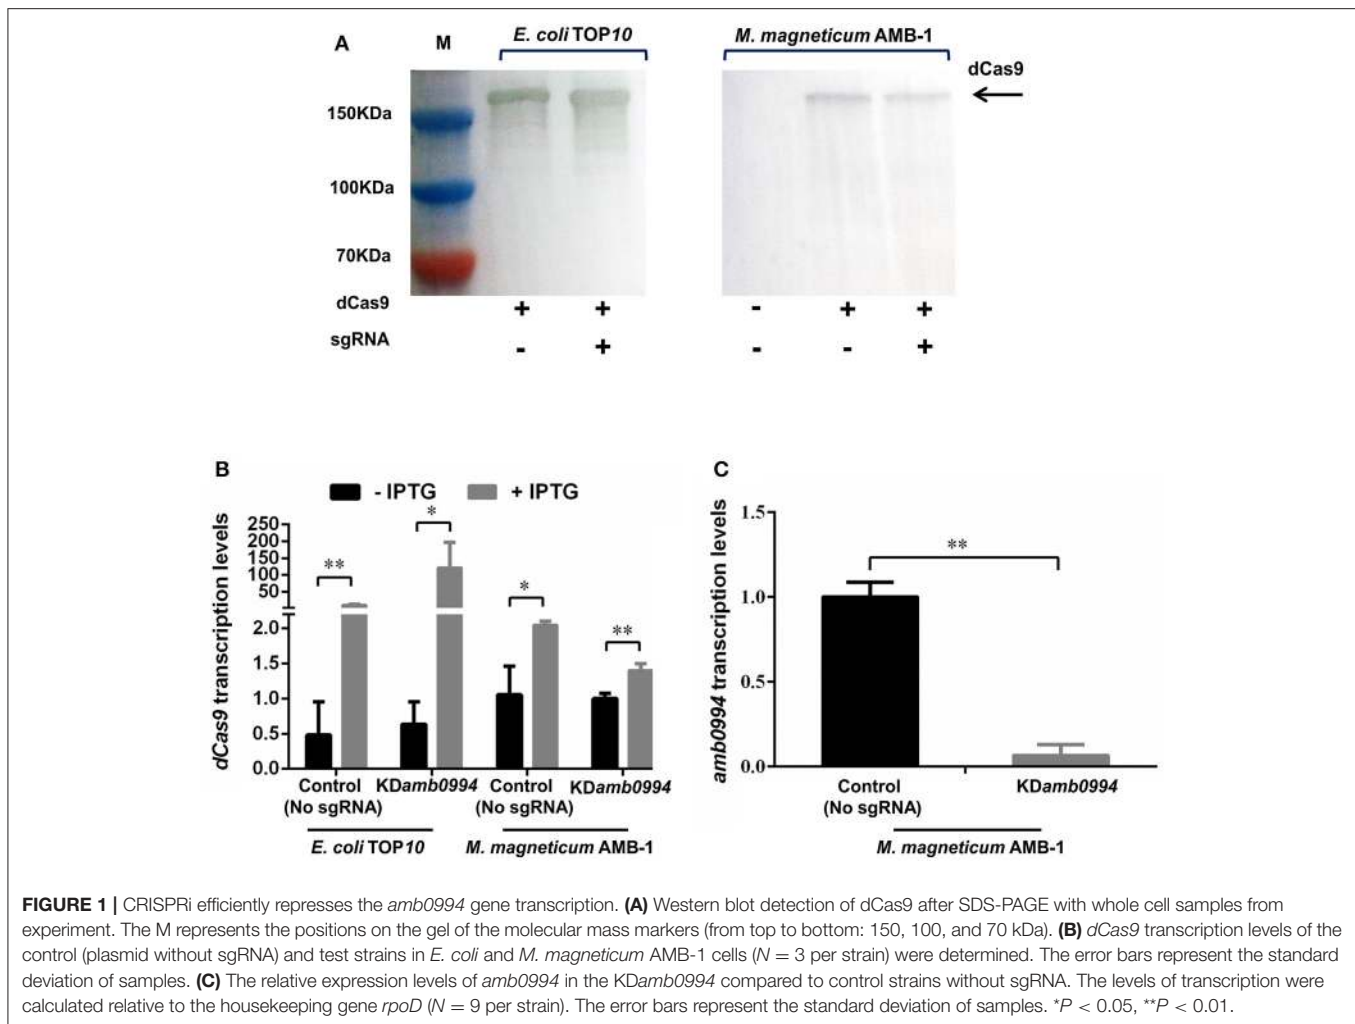 A M E. coli TOP10 M. magneticum AMB-1
dCas9
150KDa
100KDa
70KDa
dCas9 + + - + +
sgRNA - + - - +
B
- IPTG + IPTG
dCas9 transcription levels
250
200
150
100
50
2.0
1.5
1.0
0.5
0.0
** * * **
Control KDamb0994 Control KDamb0994
(No sgRNA) (No sgRNA)
E. coli TOP10 M. magneticum AMB-1
C
amb0994 transcription levels
1.5
1.0
0.5
0.0
**
Control KDamb0994
(No sgRNA)
M. magneticum AMB-1
FIGURE 1 | CRISPRi efficiently represses the amb0994 gene transcription. (A) Western blot detection of dCas9 after SDS-PAGE with whole cell samples from
experiment. The M represents the positions on the gel of the molecular mass markers (from top to bottom: 150, 100, and 70 kDa). (B) dCas9 transcription levels of the
control (plasmid without sgRNA) and test strains in E. coli and M. magneticum AMB-1 cells (N = 3 per strain) were determined. The error bars represent the standard
deviation of samples. (C) The relative expression levels of amb0994 in the KDamb0994 compared to control strains without sgRNA. The levels of transcription were
calculated relative to the housekeeping gene rpoD (N = 9 per strain). The error bars represent the standard deviation of samples. *P < 0.05, **P < 0.01.